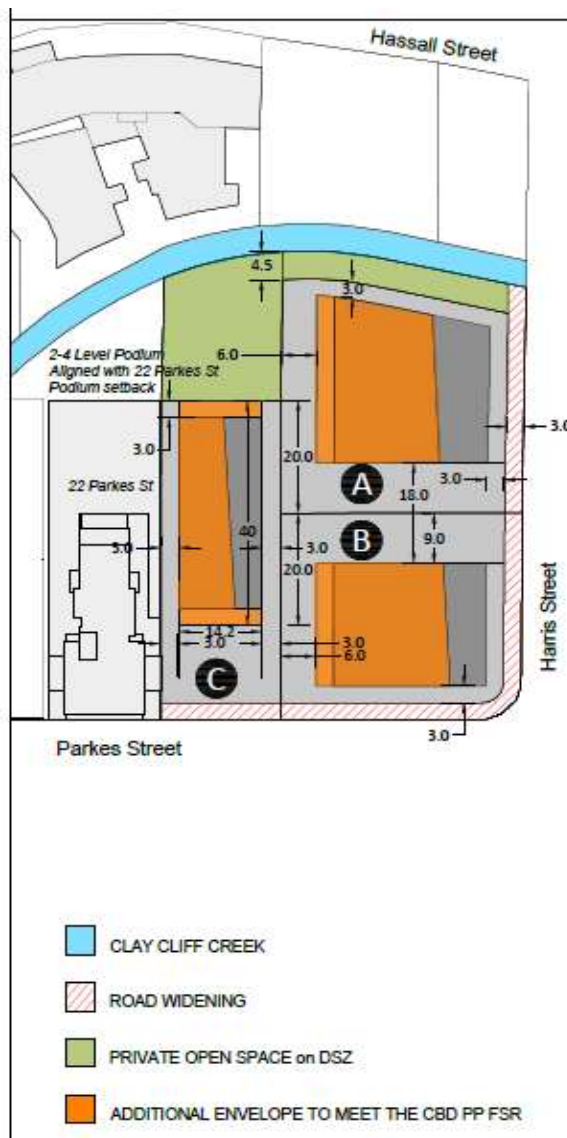 Hassall Street
4.5
3.0
2-4 Level Podium
Aligned with 22 Parkes St
Podium setback
6.0
3.0
3.0
20.0
22 Parkes St
A
3.0
18.0
40
B
9.0
3.0
20.0
Harris Street
14.2
3.0
3.0
6.0
C
3.0
Parkes Street
CLAY CLIFF CREEK
ROAD WIDENING
PRIVATE OPEN SPACE on DSZ
ADDITIONAL ENVELOPE TO MEET THE CBD PP FSR